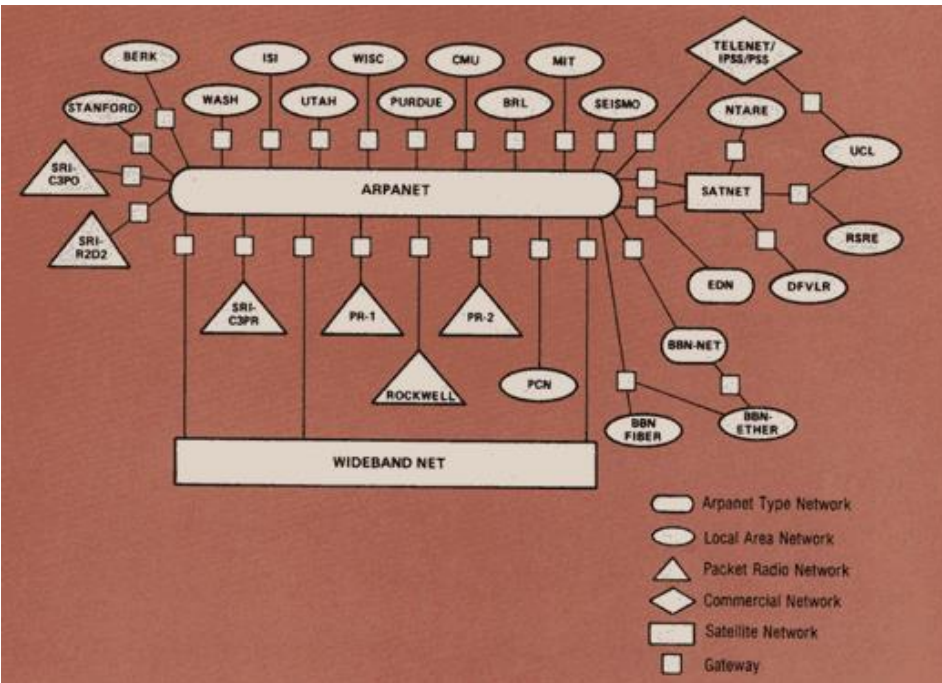 BERK
ISI
WISC
CMU
MIT
TELENET/
IPSS/PSS
STANFORD
WASH
UTAH
PURDUE
BRL
SEISMO
NTARE
UCL
SRI-
C3PO
ARPANET
SATNET
SRI-
R2D2
RSRE
EDN
DFVLR
SRI-
C3PR
PR-1
PR-2
BBN-NET
ROCKWELL
PCN
BBN
FIBER
BBN-
ETHER
WIDEBAND NET
Arpanet Type Network
Local Area Network
Packet Radio Network
Commercial Network
Satellite Network
Gateway